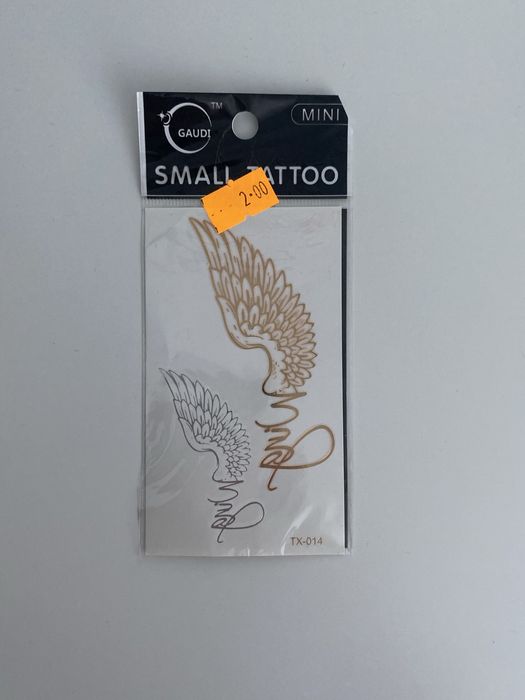 GAUDI
TM
MINI
SMALL TATTOO
2.00
TX-014